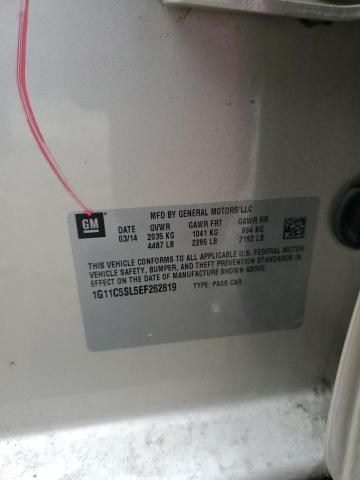 GM
MFD BY GENERAL MOTORS LLC
DATE GVWR GAWR FRT GAWR RR
03/14 2035 KG 1041 KG 994 KG
4487 LB 2295 LB 2192 LB
THIS VEHICLE CONFORMS TO ALL APPLICABLE U.S. FEDERAL MOTOR
VEHICLE SAFETY, BUMPER, AND THEFT PREVENTION STANDARDS IN
EFFECT ON THE DATE OF MANUFACTURE SHOWN ABOVE.
1G11C5SL5EF262819 TYPE: PASS CAR